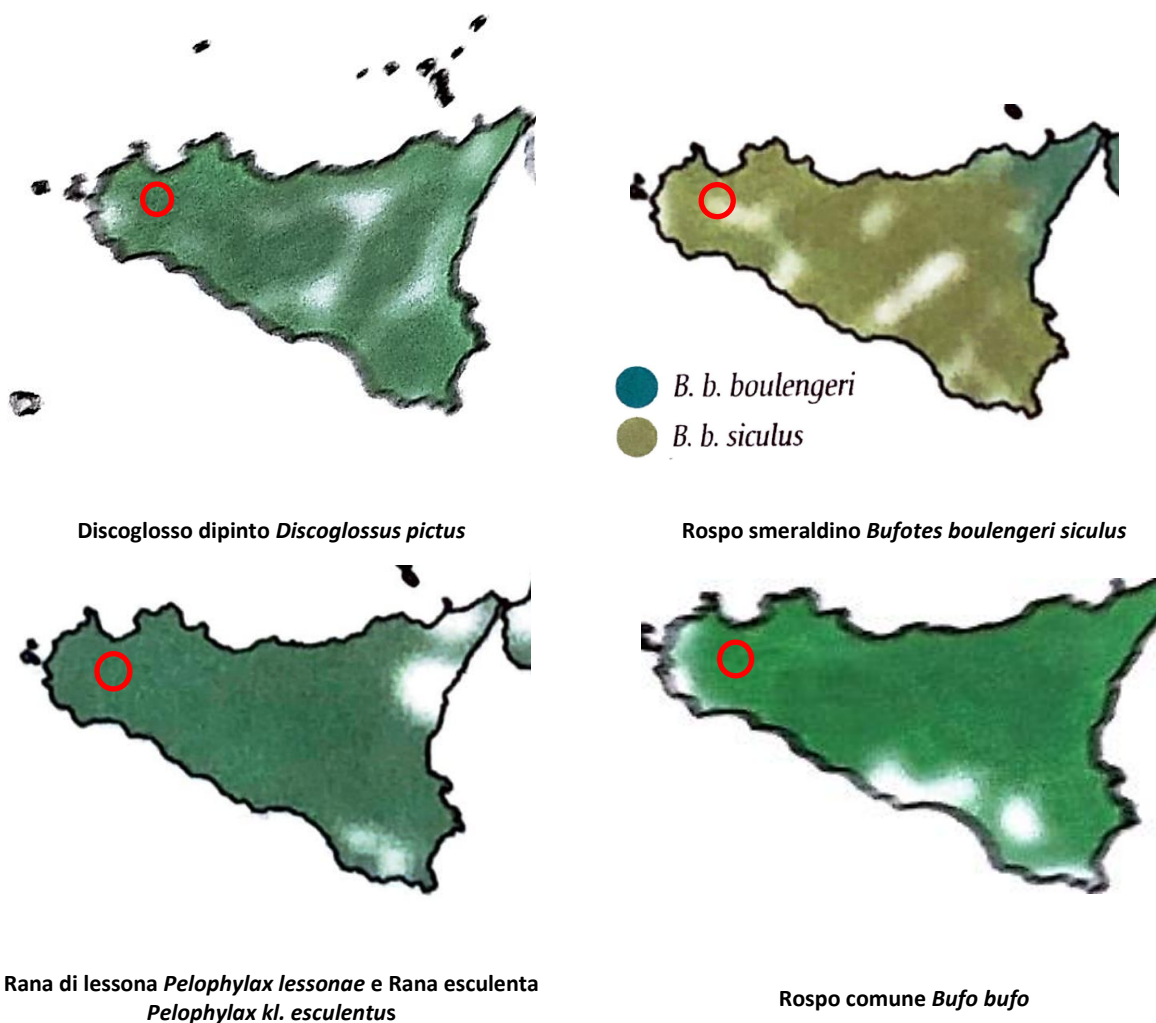 B. b. boulengeri
B. b. siculus
Discoglosso dipinto Discoglossus pictus
Rospo smeraldino Bufotes boulengeri siculus
Rana di lessona Pelophylax lessonae e Rana esculenta
Pelophylax kl. esculentus
Rospo comune Bufo bufo